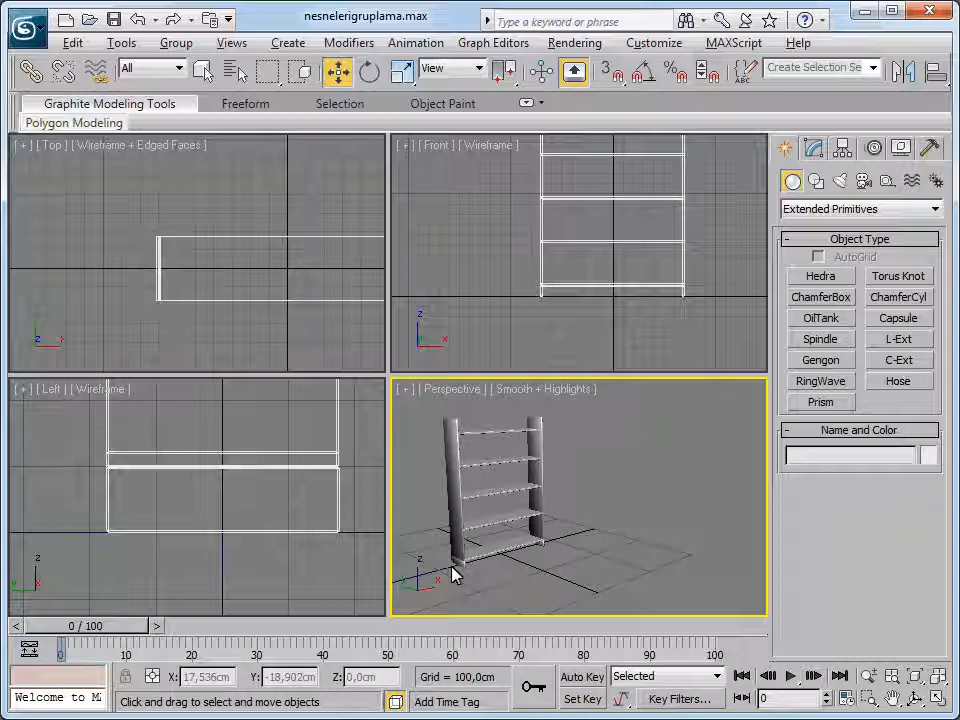 nesnelerigruplama.max
Type a keyword or phrase
Edit Tools Group Views Create Modifiers Animation Graph Editors Rendering Customize MAXScript Help
All View 3 % ABC Create Selection Se
Graphite Modeling Tools Freeform Selection Object Paint
Polygon Modeling
[ + ] [ Top ] [ Wireframe + Edged Faces ]
[ + ] [ Front ] [ Wireframe ]
Extended Primitives
- Object Type
AutoGrid
Hedra Torus Knot
ChamferBox ChamferCyl
OilTank Capsule
Spindle L-Ext
Gengon C-Ext
RingWave Hose
Prism
z x
z x
[ + ] [ Left ] [ Wireframe ]
[ + ] [ Perspective ] [ Smooth + Highlights ]
- Name and Color
z
z x
< 0 / 100 >
0 10 20 30 40 50 60 70 80 90 100
X: 17,536cm Y: -18,902cm Z: 0,0cm Grid = 100,0cm Auto Key Selected
Welcome to M
Click and drag to select and move objects Add Time Tag Set Key Key Filters... 0